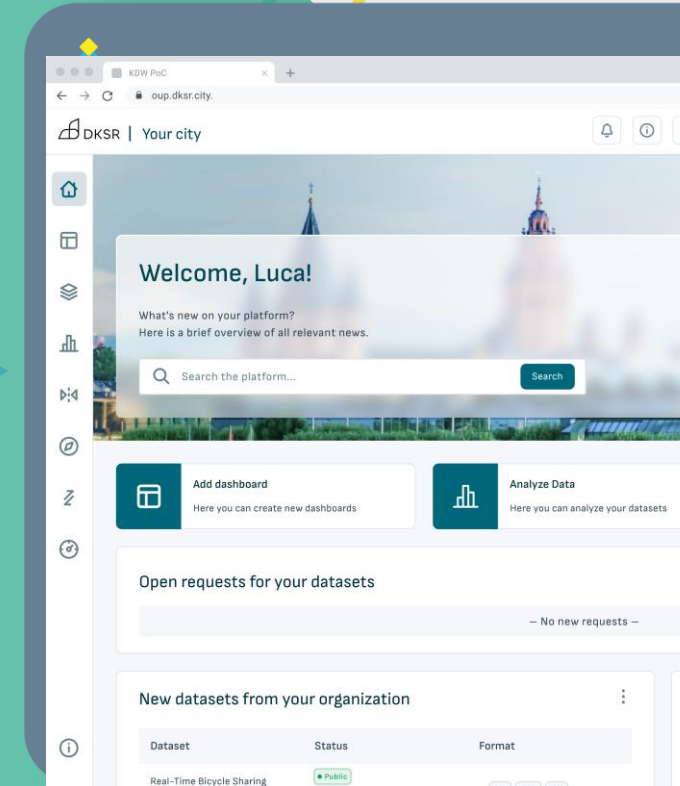 KDW PoC
oup.dksr.city.
DKSR | Your city
Welcome, Luca!
What's new on your platform?
Here is a brief overview of all relevant news.
Search the platform...
Search
Add dashboard
Here you can create new dashboards
Analyze Data
Here you can analyze your datasets
Open requests for your datasets
— No new requests —
New datasets from your organization
Dataset Status Format
Real-Time Bicycle Sharing
Public